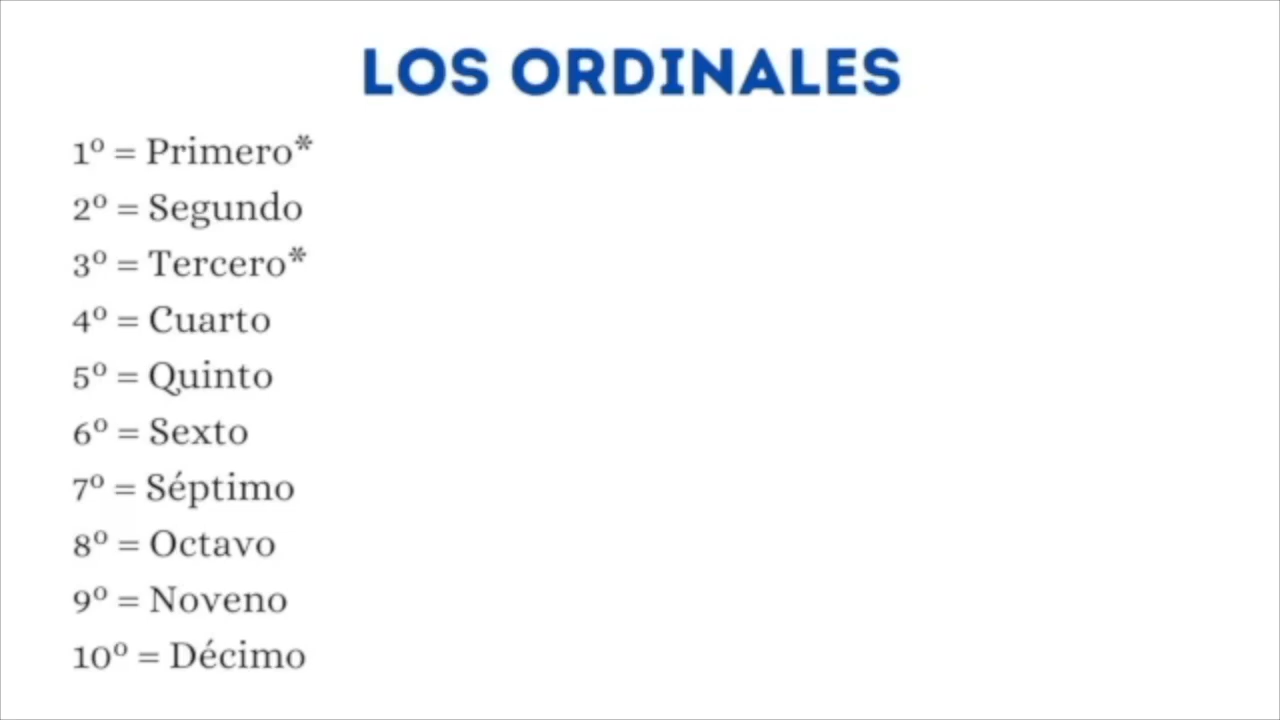 LOS ORDINALES
1º = Primero*
2º = Segundo
3º = Tercero*
4º = Cuarto
5º = Quinto
6º = Sexto
7º = Séptimo
8º = Octavo
9º = Noveno
10º = Décimo